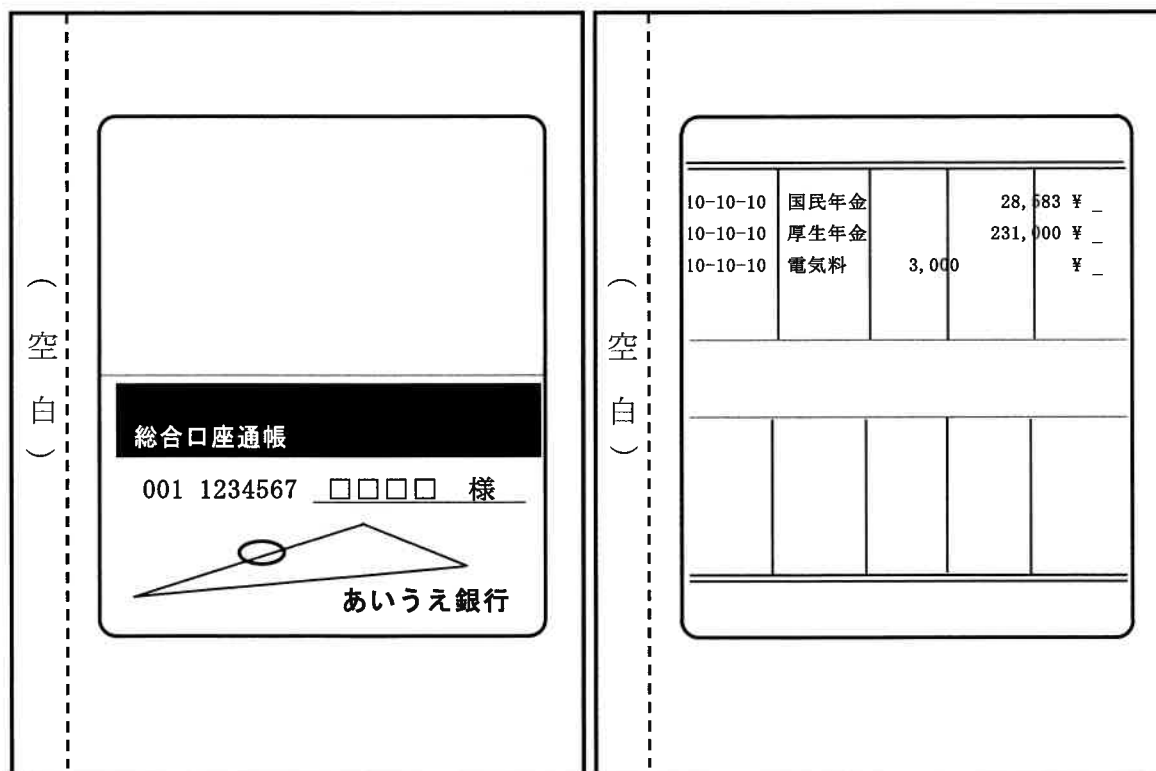 （空白）
総合口座通帳
001 1234567 □□□□ 様
あいうえ銀行
（空白）
10-10-10 国民年金 28,583 ¥ _
10-10-10 厚生年金 231,000 ¥ _
10-10-10 電気料 3,000 ¥ _